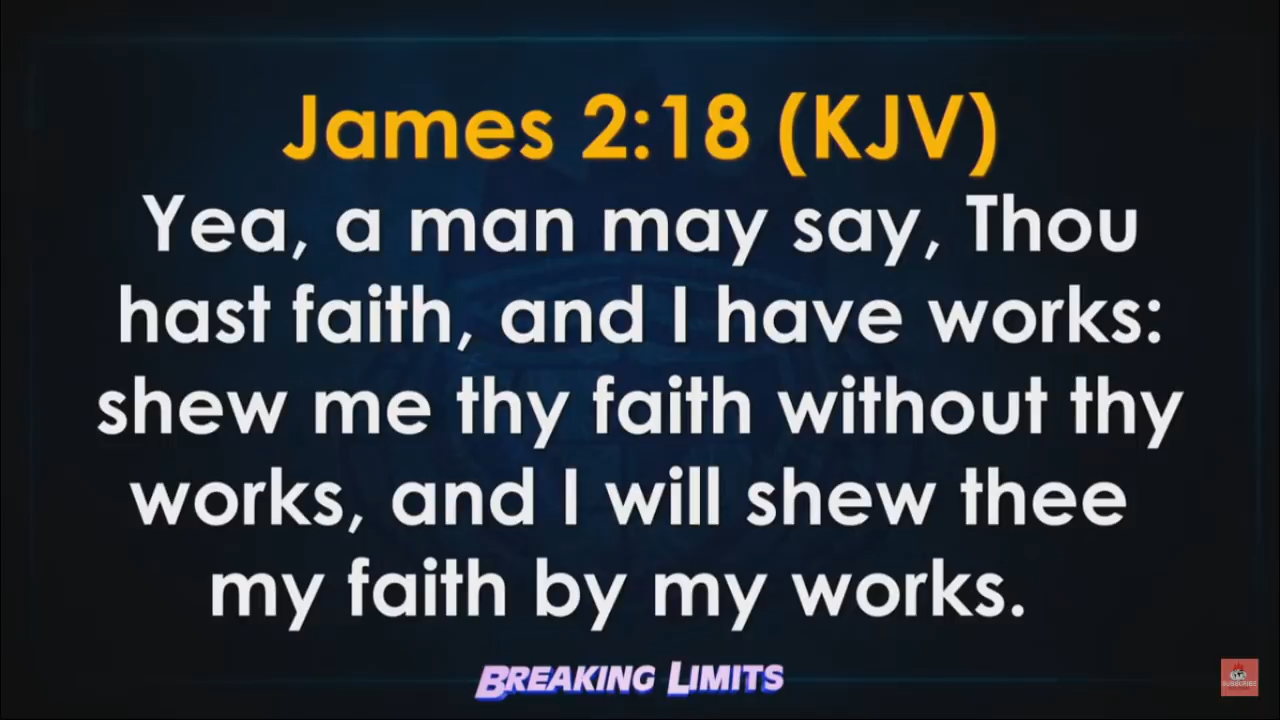 James 2:18 (KJV)
Yea, a man may say, Thou
hast faith, and I have works:
shew me thy faith without thy
works, and I will shew thee
my faith by my works.
BREAKING LIMITS
SUBSCRIBE